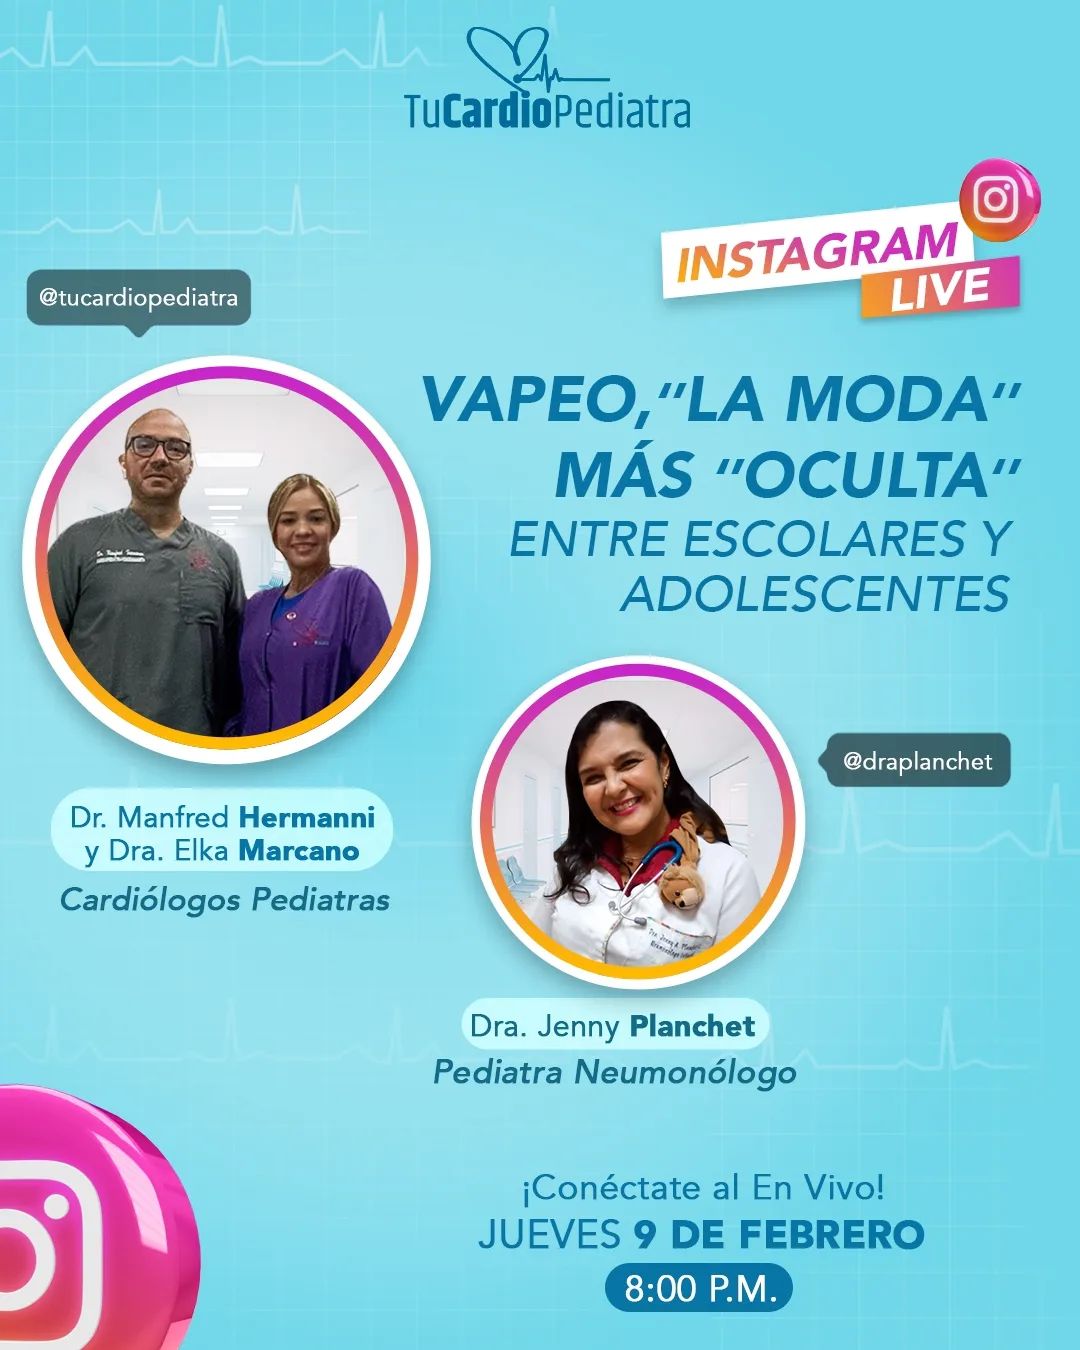 TuCardioPediatra
INSTAGRAM
LIVE
@tucardiopediatra
VAPEO,"LA MODA"
MÁS "OCULTA"
ENTRE ESCOLARES Y
ADOLESCENTES
@draplanchet
Dr. Manfred Hermanni
y Dra. Elka Marcano
Cardiólogos Pediatras
Dra. Jenny Planchet
Pediatra Neumonólogo
¡Conéctate al En Vivo!
JUEVES 9 DE FEBRERO
8:00 P.M.